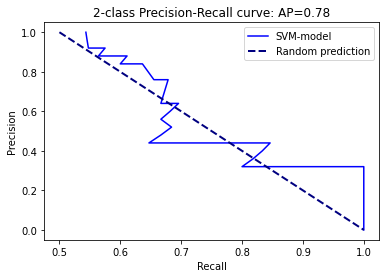 2-class Precision-Recall curve: AP=0.78
SVM-model
Random prediction
Precision
1.0
0.8
0.6
0.4
0.2
0.0
0.5 0.6 0.7 0.8 0.9 1.0
Recall